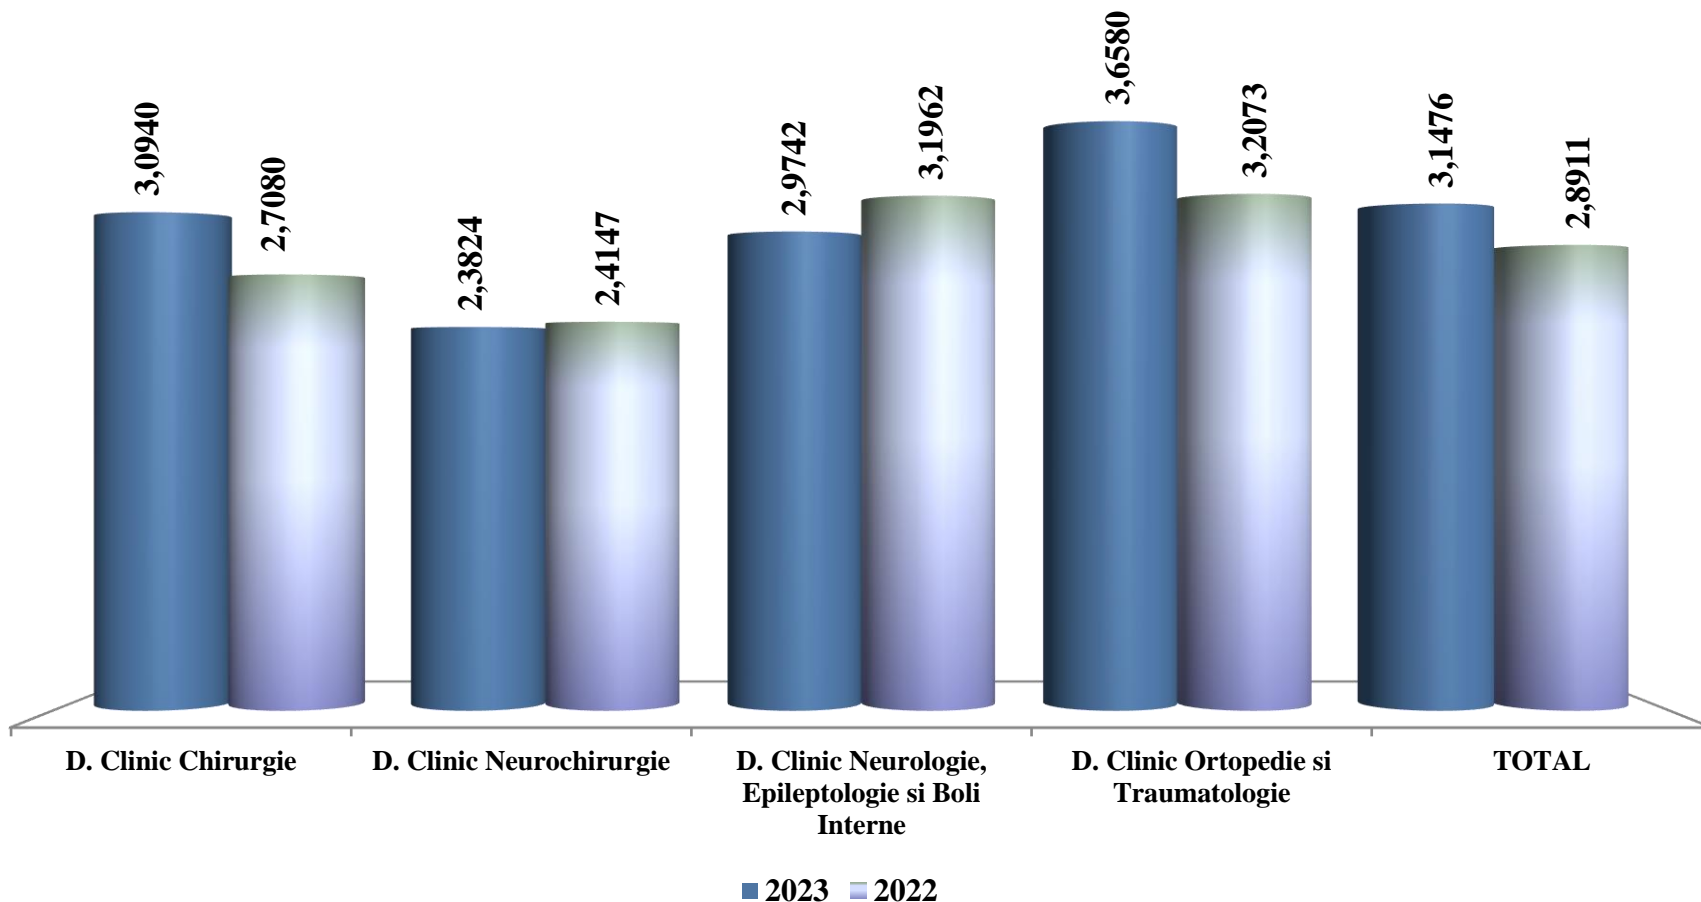 3,0940
2,7080
2,3824
2,4147
2,9742
3,1962
3,6580
3,2073
3,1476
2,8911
D. Clinic Chirurgie
D. Clinic Neurochirurgie
D. Clinic Neurologie,
Epileptologie si Boli
Interne
D. Clinic Ortopedie si
Traumatologie
TOTAL
2023
2022